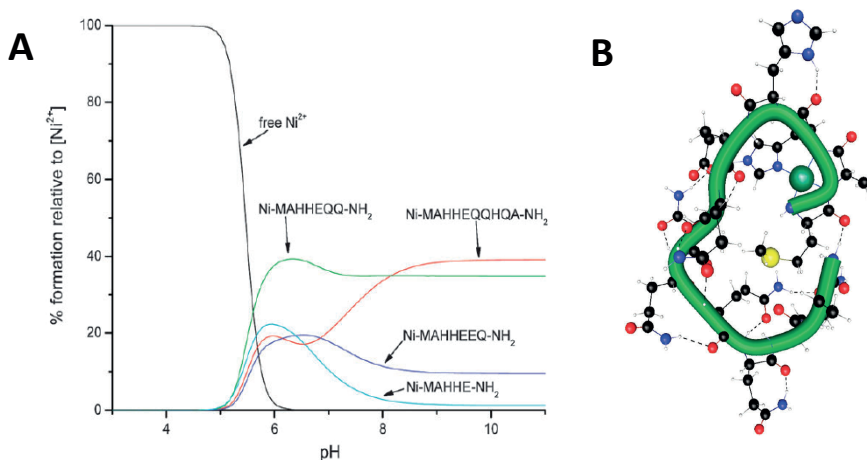 A
B
100
80
60
40
20
0
% formation relative to [Ni²⁺]
free Ni²⁺
Ni-MAHHEQQ-NH₂
Ni-MAHHEQQHQA-NH₂
Ni-MAHHEEQ-NH₂
Ni-MAHHE-NH₂
4
6
8
10
pH